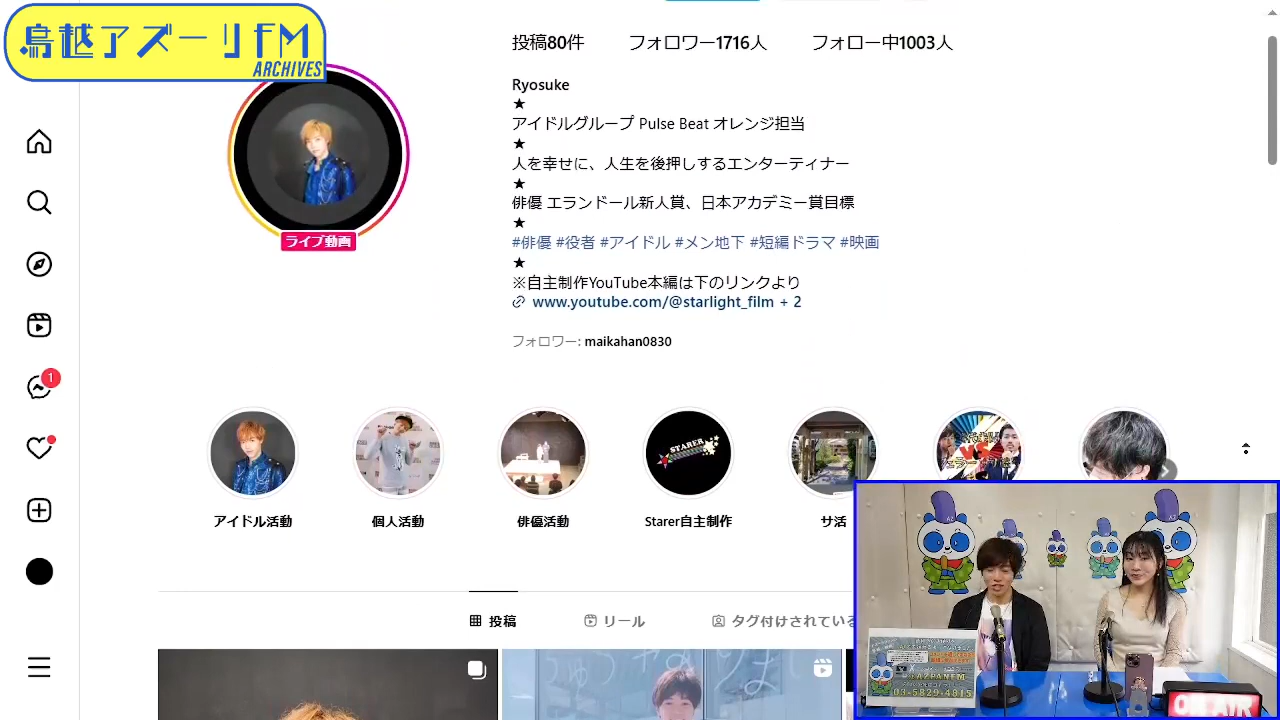 鳥越アズーリFM
ARCHIVES
投稿80件 フォロワー1716人 フォロー中1003人
Ryosuke
★
アイドルグループ Pulse Beat オレンジ担当
★
人を幸せに、人生を後押しするエンターティナー
★
俳優 エランドール新人賞、日本アカデミー賞目標
★
#俳優 #役者 #アイドル #メン地下 #短編ドラマ #映画
★
※自主制作YouTube本編は下のリンクより
www.youtube.com/@starlight_film + 2
フォロワー: maikahan0830
ライブ動画
1
STARER
アイドル活動 個人活動 俳優活動 Starer自主制作 サ活
投稿 リール タグ付けされている
@AZPANFM
03-5829-4815
ON AIR